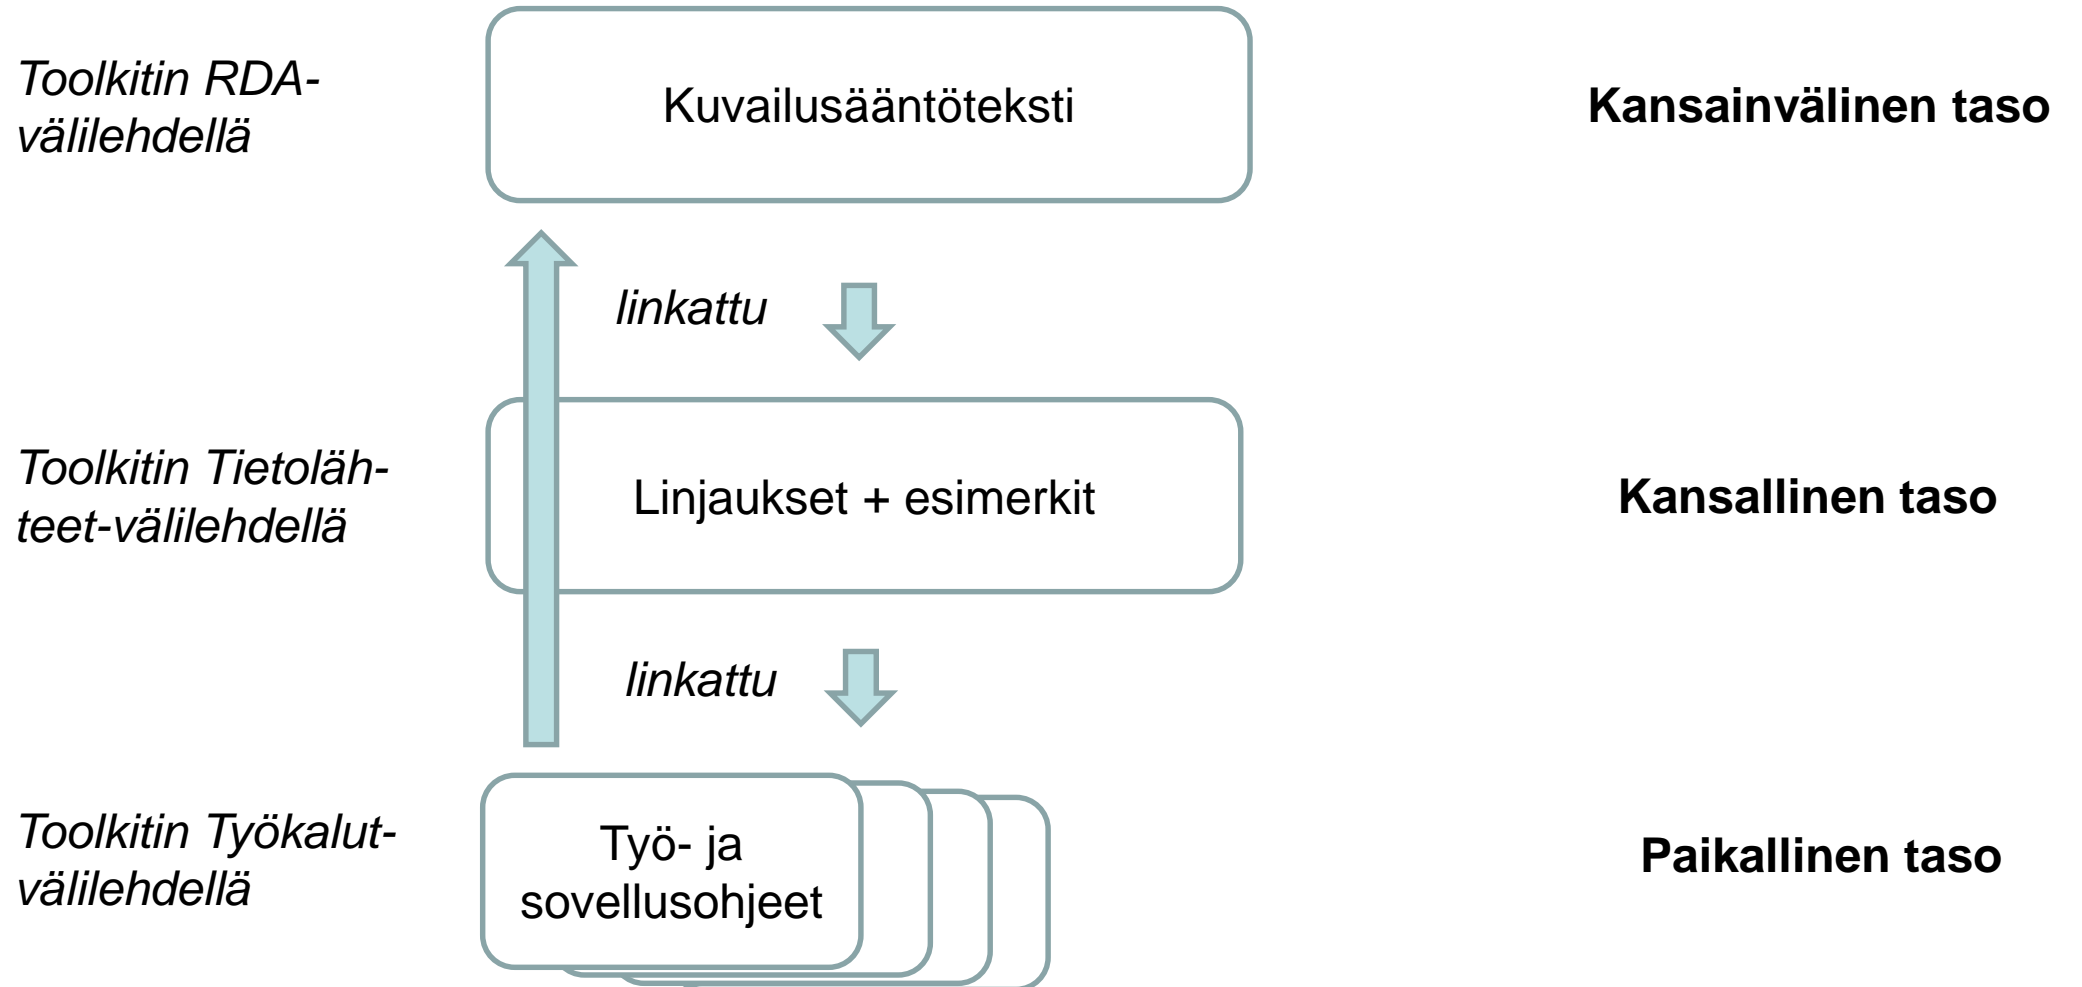 Toolkitin RDA-
välilehdellä
Kuvailusääntöteksti
Kansainvälinen taso
linkattu
Toolkitin Tietoläh-
teet-välilehdellä
Linjaukset + esimerkit
Kansallinen taso
linkattu
Toolkitin Työkalut-
välilehdellä
Työ- ja
sovellusohjeet
Paikallinen taso